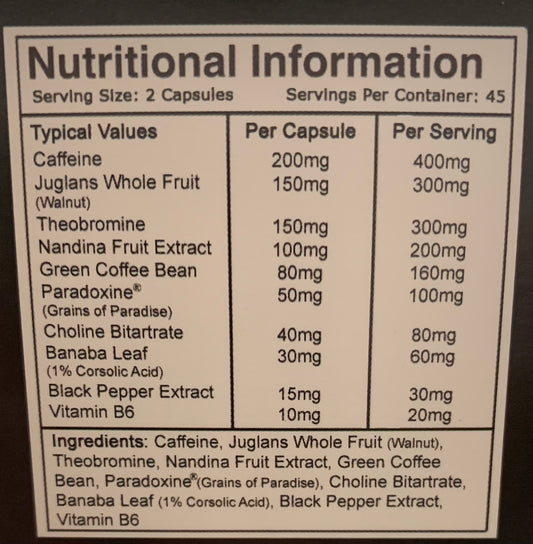 Nutritional Information
Serving Size: 2 Capsules Servings Per Container: 45
Typical Values Per Capsule Per Serving
Caffeine 200mg 400mg
Juglans Whole Fruit 150mg 300mg
(Walnut)
Theobromine 150mg 300mg
Nandina Fruit Extract 100mg 200mg
Green Coffee Bean 80mg 160mg
Paradoxine® 50mg 100mg
(Grains of Paradise)
Choline Bitartrate 40mg 80mg
Banaba Leaf 30mg 60mg
(1% Corsolic Acid)
Black Pepper Extract 15mg 30mg
Vitamin B6 10mg 20mg
Ingredients: Caffeine, Juglans Whole Fruit (Walnut),
Theobromine, Nandina Fruit Extract, Green Coffee
Bean, Paradoxine®(Grains of Paradise), Choline Bitartrate,
Banaba Leaf (1% Corsolic Acid), Black Pepper Extract,
Vitamin B6